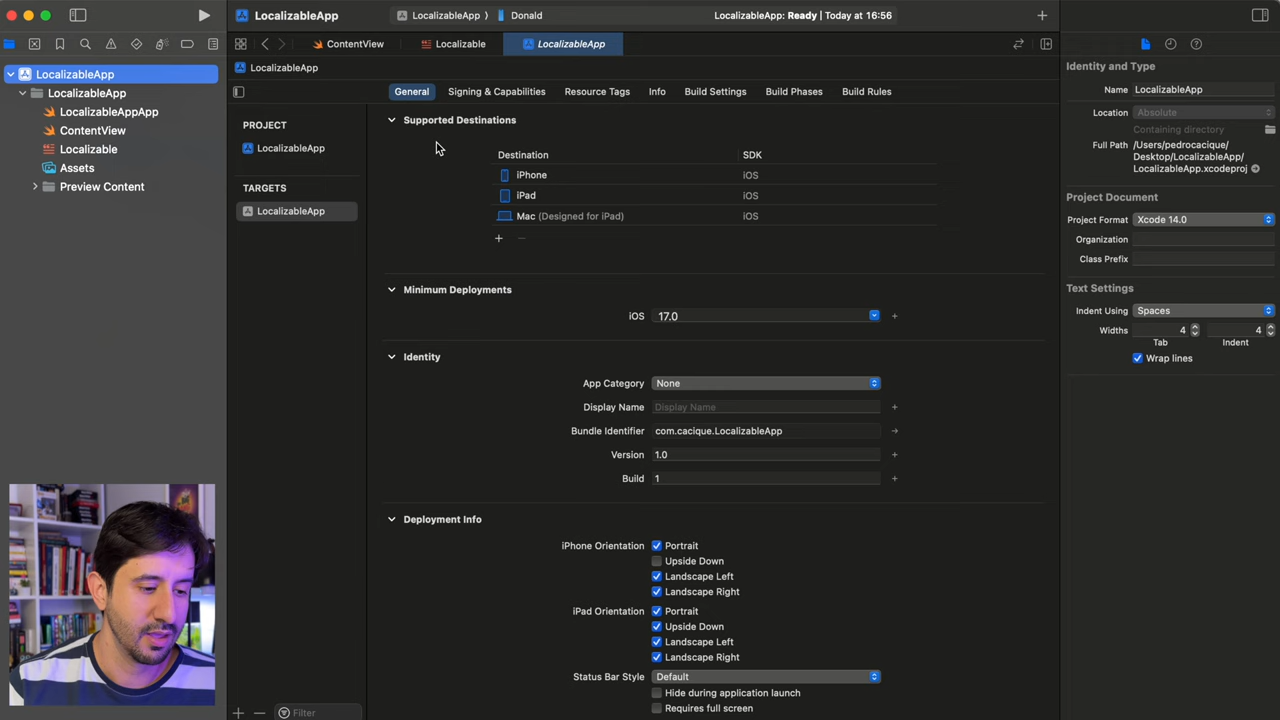 LocalizableApp
LocalizableApp ⟩ Donald
LocalizableApp: Ready | Today at 16:56
ContentView
Localizable
LocalizableApp
LocalizableApp
LocalizableApp
LocalizableApp
LocalizableAppApp
ContentView
Localizable
Assets
Preview Content
General
Signing & Capabilities
Resource Tags
Info
Build Settings
Build Phases
Build Rules
PROJECT
LocalizableApp
TARGETS
LocalizableApp
Filter
Supported Destinations
Destination SDK
iPhone iOS
iPad iOS
Mac (Designed for iPad) iOS
Minimum Deployments
iOS 17.0
Identity
App Category None
Display Name Display Name
Bundle Identifier com.cacique.LocalizableApp
Version 1.0
Build 1
Deployment Info
iPhone Orientation Portrait
Upside Down
Landscape Left
Landscape Right
iPad Orientation Portrait
Upside Down
Landscape Left
Landscape Right
Status Bar Style Default
Hide during application launch
Requires full screen
Identity and Type
Name LocalizableApp
Location Absolute
Containing directory
Full Path /Users/pedrocacique/
Desktop/LocalizableApp/
LocalizableApp.xcodeproj
Project Document
Project Format Xcode 14.0
Organization
Class Prefix
Text Settings
Indent Using Spaces
Widths 4 4
Tab Indent
Wrap lines